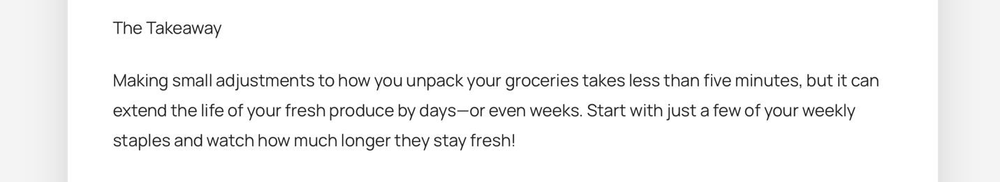 The Takeaway
Making small adjustments to how you unpack your groceries takes less than five minutes, but it can
extend the life of your fresh produce by days—or even weeks. Start with just a few of your weekly
staples and watch how much longer they stay fresh!